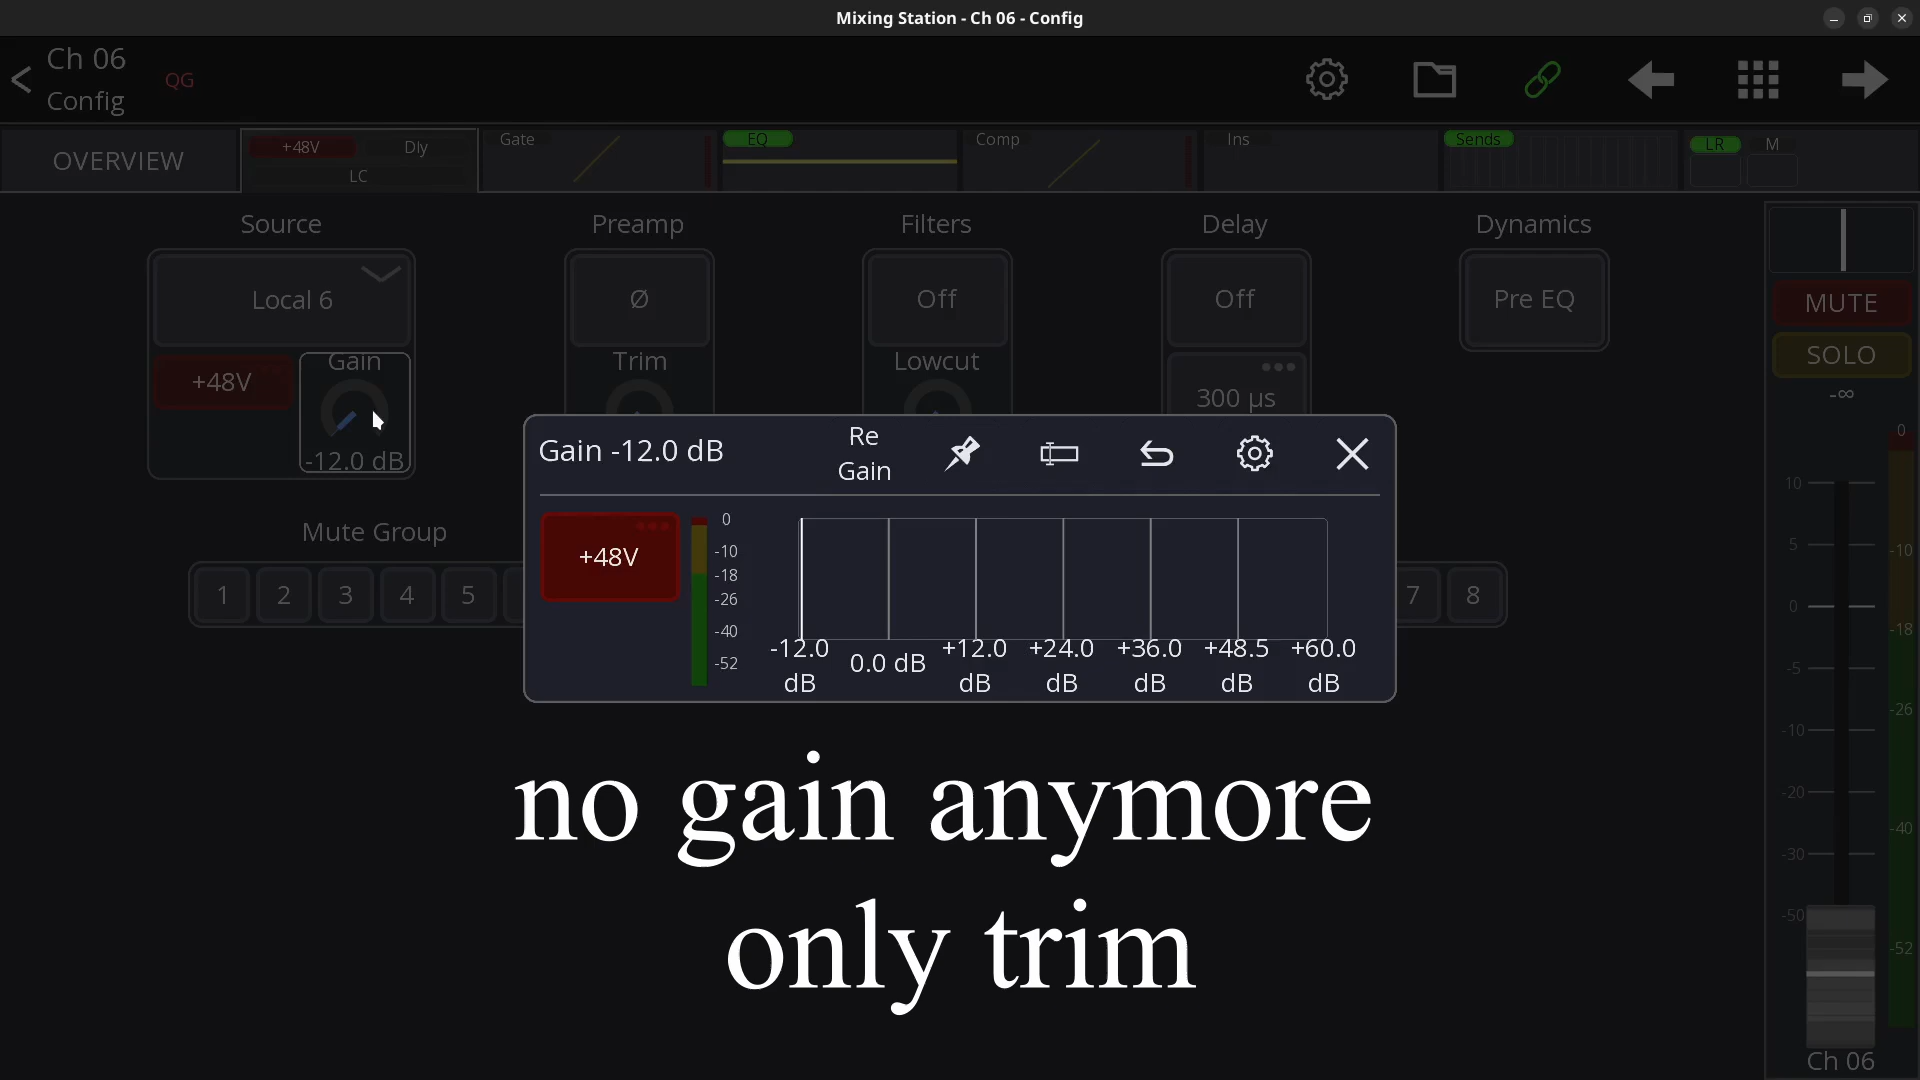 Mixing Station - Ch 06 - Config
Ch 06
Config
QG
OVERVIEW
+48V
Dly
LC
Gate
EQ
Comp
Ins
Sends
LR
M
Source
Preamp
Filters
Delay
Dynamics
Local 6
Ø
Off
Off
Pre EQ
+48V
Gain
-12.0 dB
Trim
Lowcut
300 µs
MUTE
SOLO
-∞
Mute Group
1 2 3 4 5
7 8
Gain -12.0 dB
Re
Gain
+48V
0
-10
-18
-26
-40
-52
-12.0
dB
0.0 dB
+12.0
dB
+24.0
dB
+36.0
dB
+48.5
dB
+60.0
dB
10
5
0
-5
-10
-20
-30
-50
0
-10
-18
-26
-40
-52
Ch 06
no gain anymore
only trim